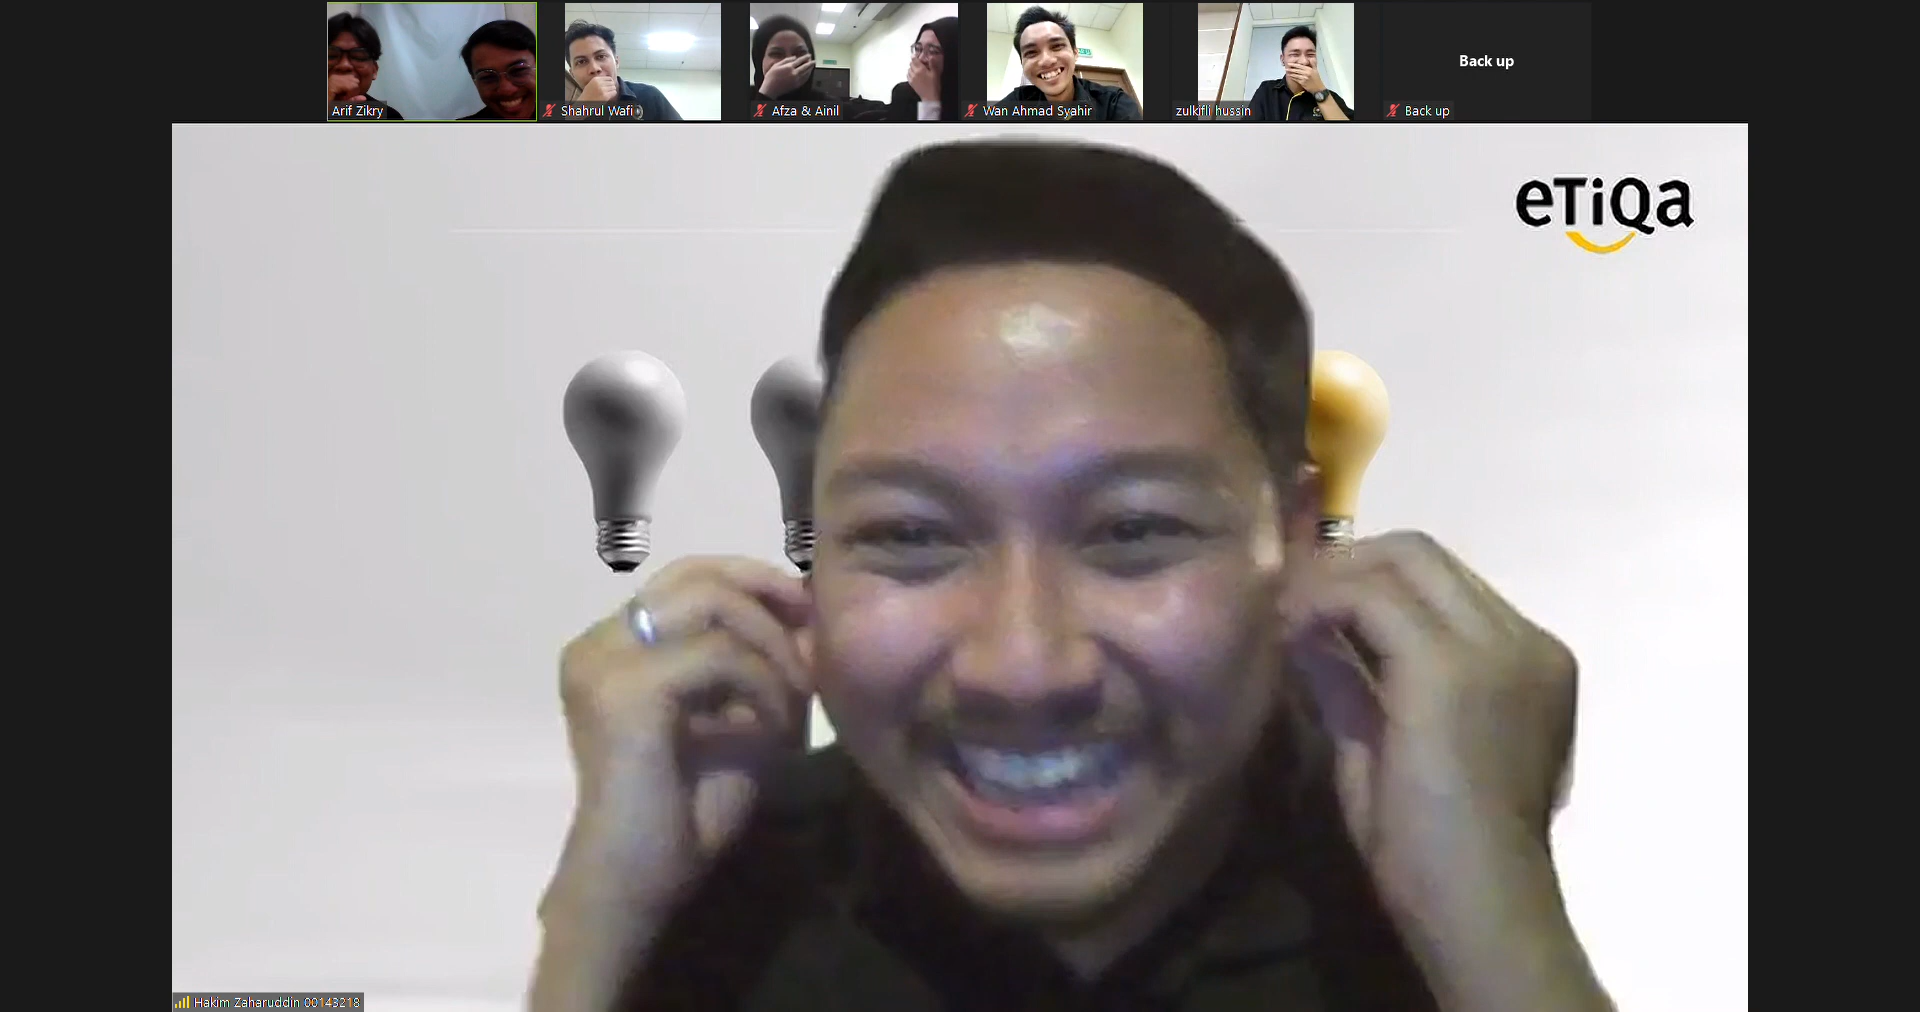 Arif Zikry
Shahrul Wafi
Afza & Ainil
Wan Ahmad Syahir
zulkifli hussin
Back up
Back up
eTiQa
Hakim Zaharuddin 00143218